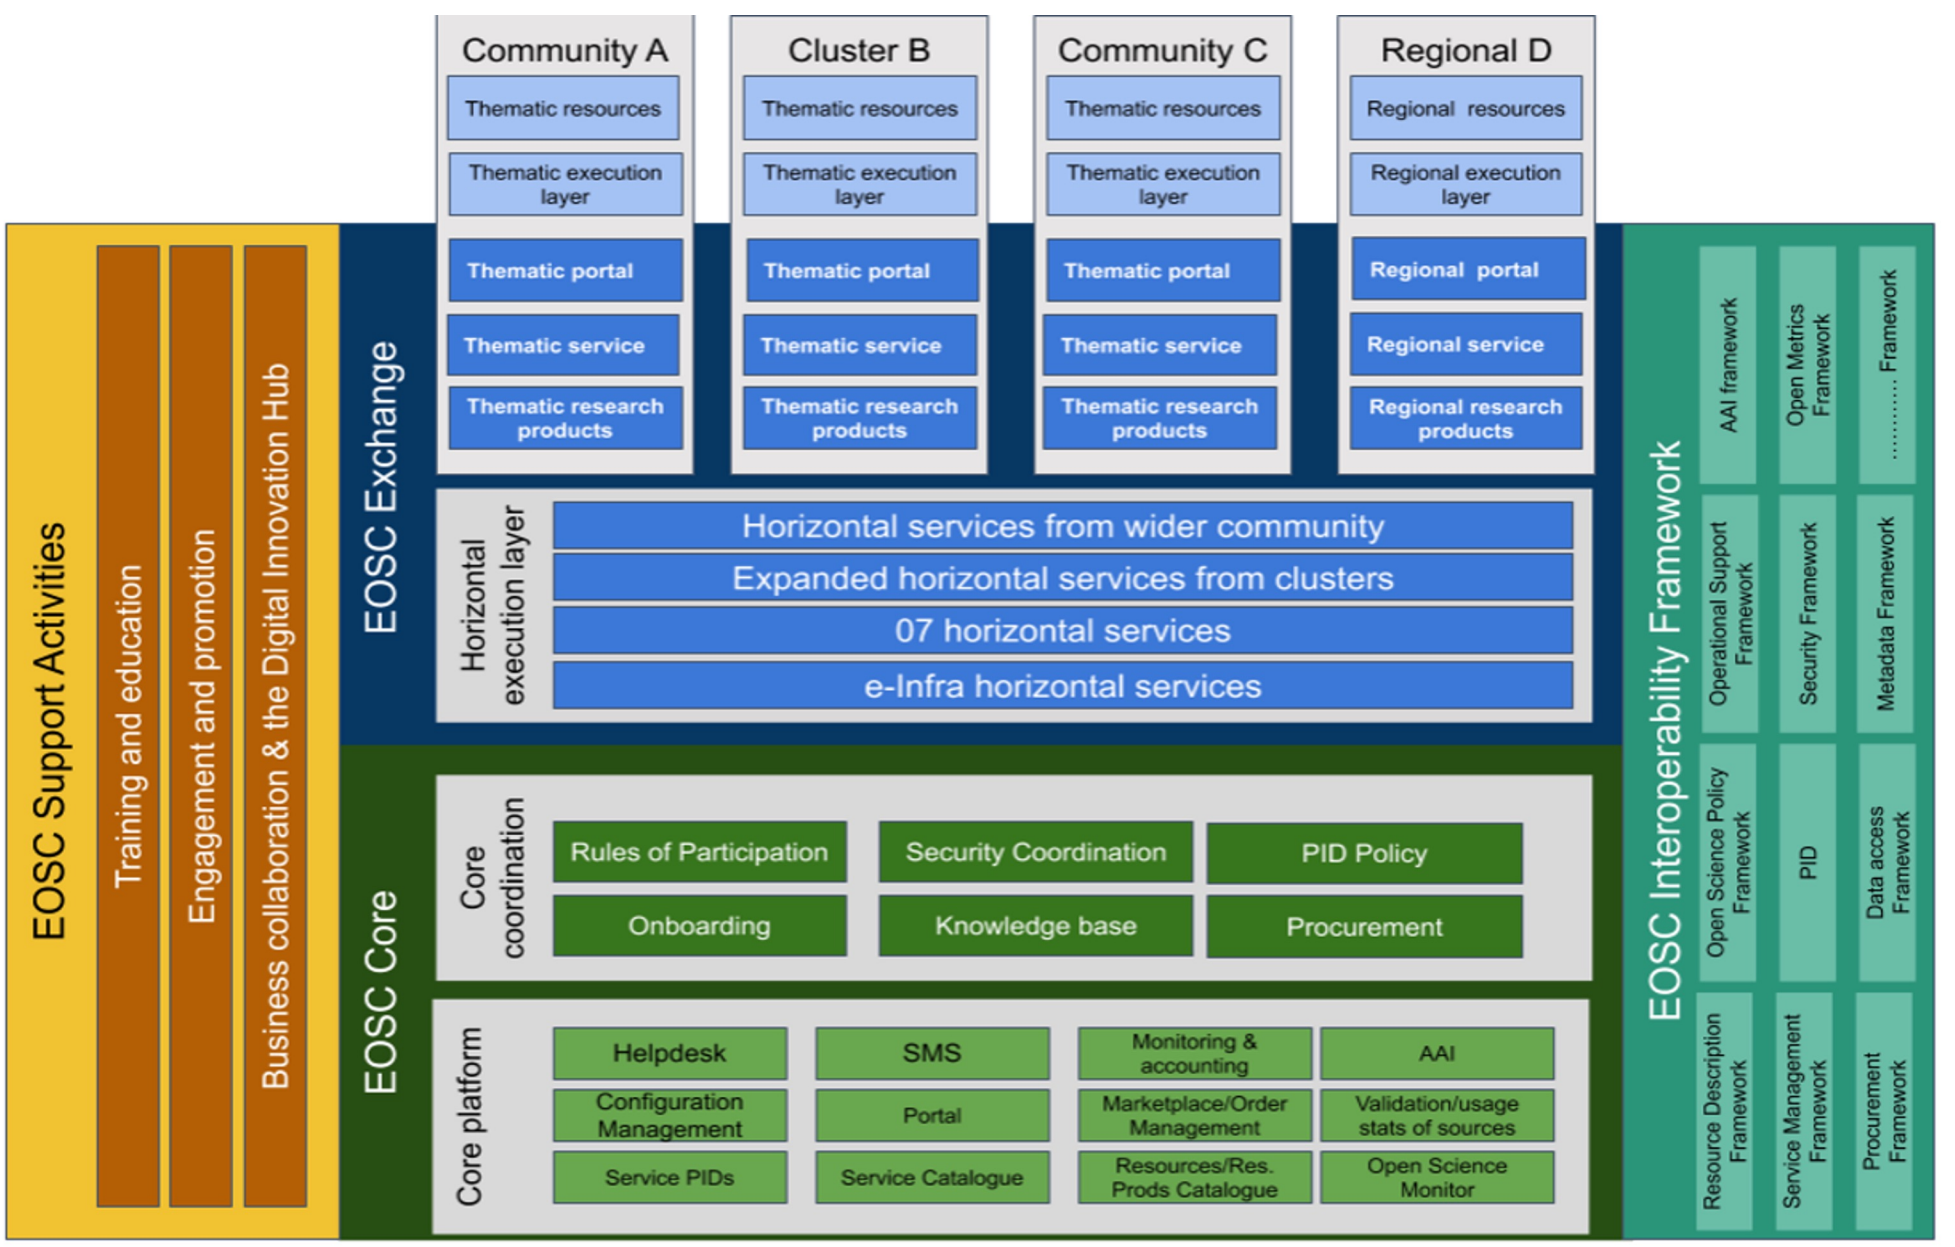 Community A
Thematic resources
Thematic execution
layer
Thematic portal
Thematic service
Thematic research
products
Cluster B
Thematic resources
Thematic execution
layer
Thematic portal
Thematic service
Thematic research
products
Community C
Thematic resources
Thematic execution
layer
Thematic portal
Thematic service
Thematic research
products
Regional D
Regional resources
Regional execution
layer
Regional portal
Regional service
Regional research
products
EOSC Support Activities
Training and education
Engagement and promotion
Business collaboration & the Digital Innovation Hub
EOSC Exchange
Horizontal
execution layer
Horizontal services from wider community
Expanded horizontal services from clusters
07 horizontal services
e-Infra horizontal services
EOSC Core
Core
coordination
Rules of Participation
Security Coordination
PID Policy
Onboarding
Knowledge base
Procurement
Core platform
Helpdesk
SMS
Monitoring &
accounting
AAI
Configuration
Management
Portal
Marketplace/Order
Management
Validation/usage
stats of sources
Service PIDs
Service Catalogue
Resources/Res.
Prods Catalogue
Open Science
Monitor
EOSC Interoperability Framework
AAI framework
Open Metrics
Framework
........... Framework
Operational Support
Framework
Security Framework
Metadata Framework
Open Science Policy
Framework
PID
Data access
Framework
Resource Description
Framework
Service Management
Framework
Procurement
Framework